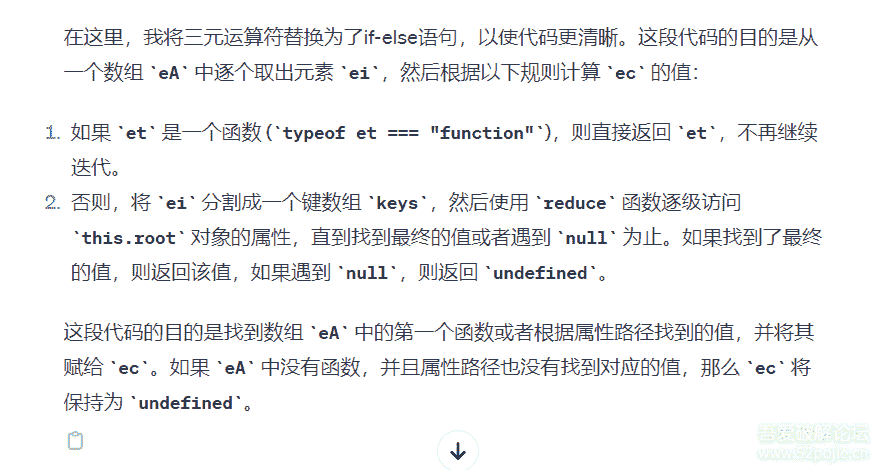 在这里，我将三元运算符替换为了if-else语句，以使代码更清晰。这段代码的目的是从
一个数组 `eA` 中逐个取出元素 `ei`，然后根据以下规则计算 `ec` 的值：
1. 如果 `et` 是一个函数 (`typeof et === "function"`)，则直接返回 `et`，不再继续
迭代。
2. 否则，将 `ei` 分割成一个键数组 `keys`，然后使用 `reduce` 函数逐级访问
`this.root` 对象的属性，直到找到最终的值或者遇到 `null` 为止。如果找到了最终
的值，则返回该值，如果遇到 `null`，则返回 `undefined`。
这段代码的目的是找到数组 `eA` 中的第一个函数或者根据属性路径找到的值，并将其
赋给 `ec`。如果 `eA` 中没有函数，并且属性路径也没有找到对应的值，那么 `ec` 将
保持为 `undefined`。
吾爱破解论坛
www.52pojie.cn